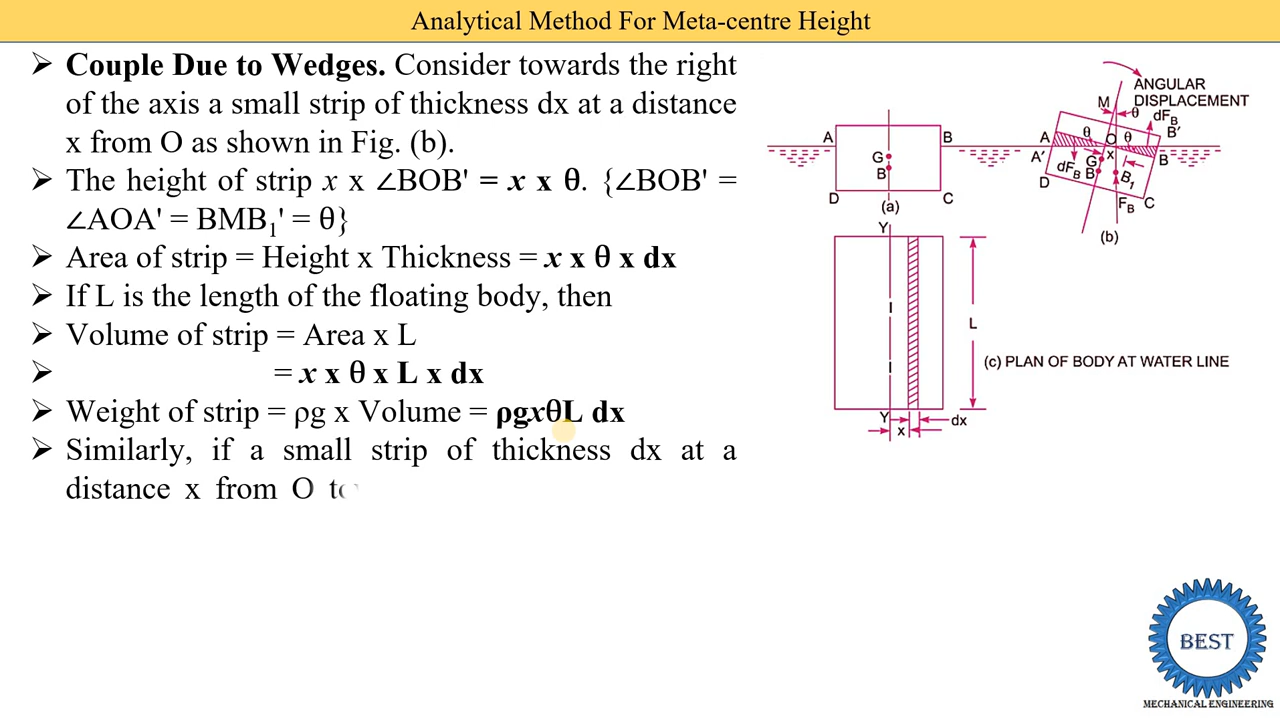 Analytical Method For Meta-centre Height
➤ Couple Due to Wedges. Consider towards the right
of the axis a small strip of thickness dx at a distance
x from O as shown in Fig. (b).
➤ The height of strip x x ∠BOB' = x x θ. {∠BOB' =
∠AOA' = BMB₁' = θ}
➤ Area of strip = Height x Thickness = x x θ x dx
➤ If L is the length of the floating body, then
➤ Volume of strip = Area x L
➤ = x x θ x L x dx
➤ Weight of strip = ρg x Volume = ρgxθL dx
➤ Similarly, if a small strip of thickness dx at a
distance x from O
A
B
G
B
D
C
(a)
ANGULAR
DISPLACEMENT
M
θ
dF_B
B'
A
θ
O
θ
A'
G
x
B
dF_B
B
B₁
D
F_B
C
(b)
Y
L
(c) PLAN OF BODY AT WATER LINE
Y
x
dx
BEST
MECHANICAL ENGINEERING